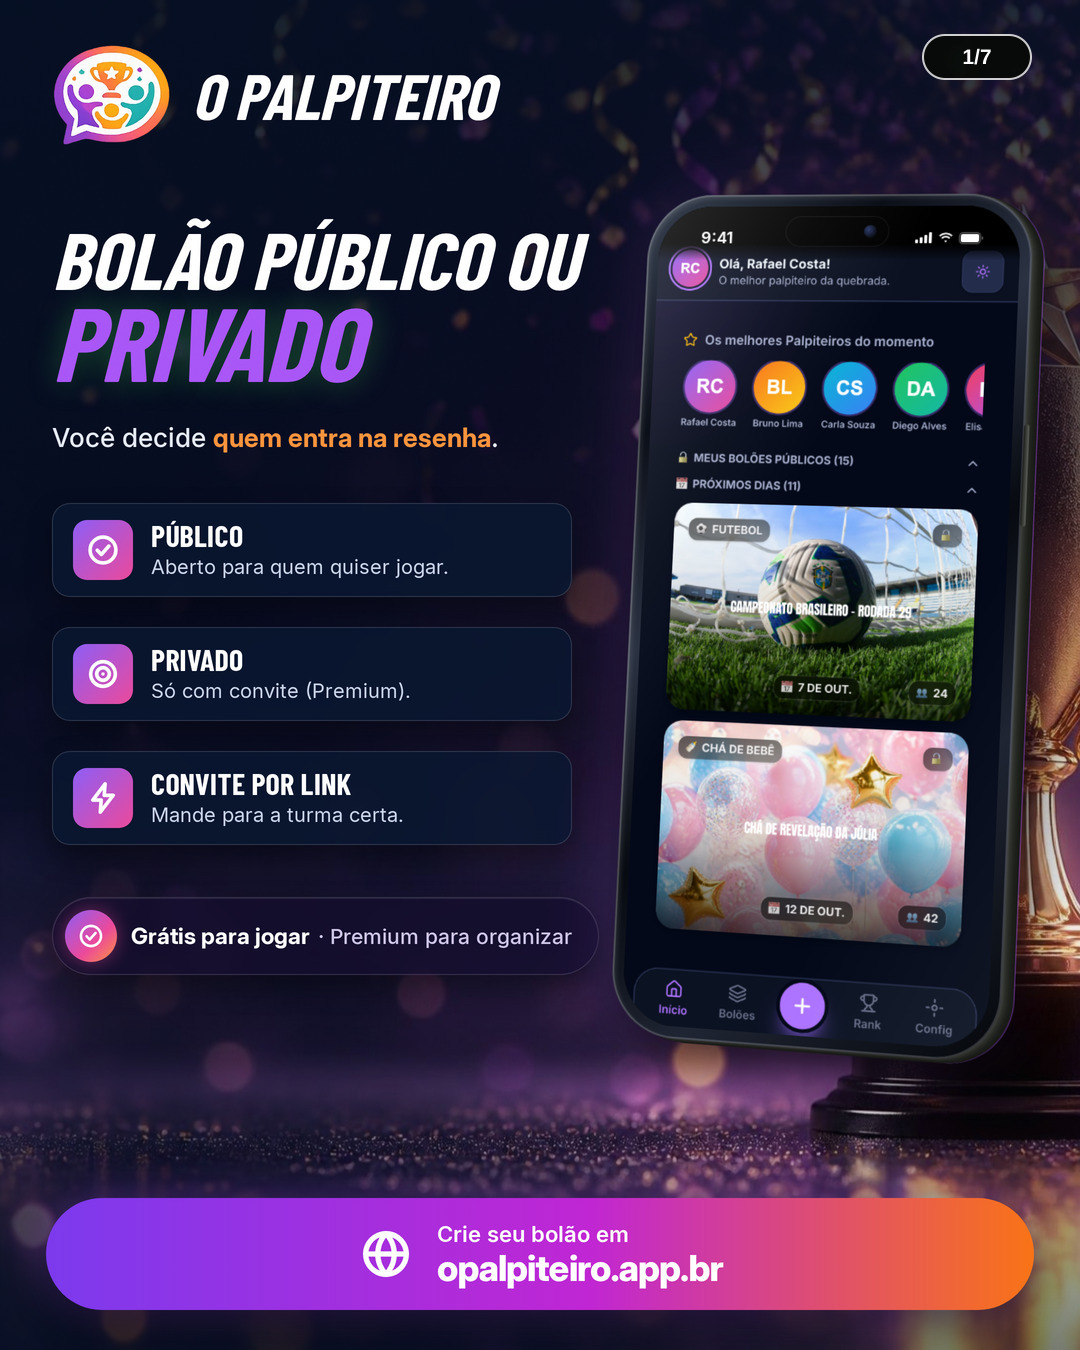 O PALPITEIRO
1/7
BOLÃO PÚBLICO OU
PRIVADO
Você decide quem entra na resenha.
PÚBLICO
Aberto para quem quiser jogar.
PRIVADO
Só com convite (Premium).
CONVITE POR LINK
Mande para a turma certa.
Grátis para jogar · Premium para organizar
9:41
RC
Olá, Rafael Costa!
O melhor palpiteiro da quebrada.
Os melhores Palpiteiros do momento
RC BL CS DA
Rafael Costa Bruno Lima Carla Souza Diego Alves Elis
MEUS BOLÕES PÚBLICOS (15)
PRÓXIMOS DIAS (11)
FUTEBOL
CAMPEONATO BRASILEIRO - RODADA 29
7 DE OUT. 24
CHÁ DE BEBÊ
CHÁ DE REVELAÇÃO DA JÚLIA
12 DE OUT. 42
Início Bolões Rank Config
Crie seu bolão em
opalpiteiro.app.br